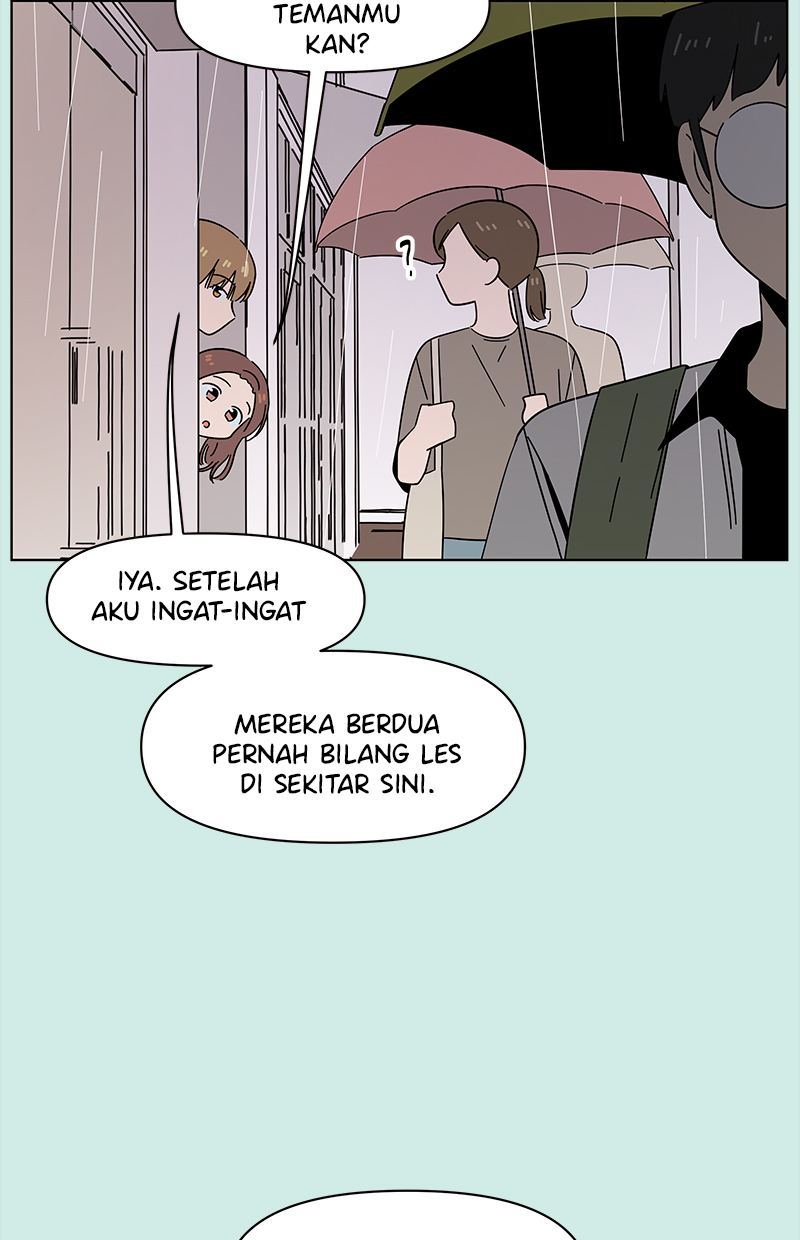 TEMANMU
KAN?
?
IYA. SETELAH
AKU INGAT-INGAT
MEREKA BERDUA
PERNAH BILANG LES
DI SEKITAR SINI.